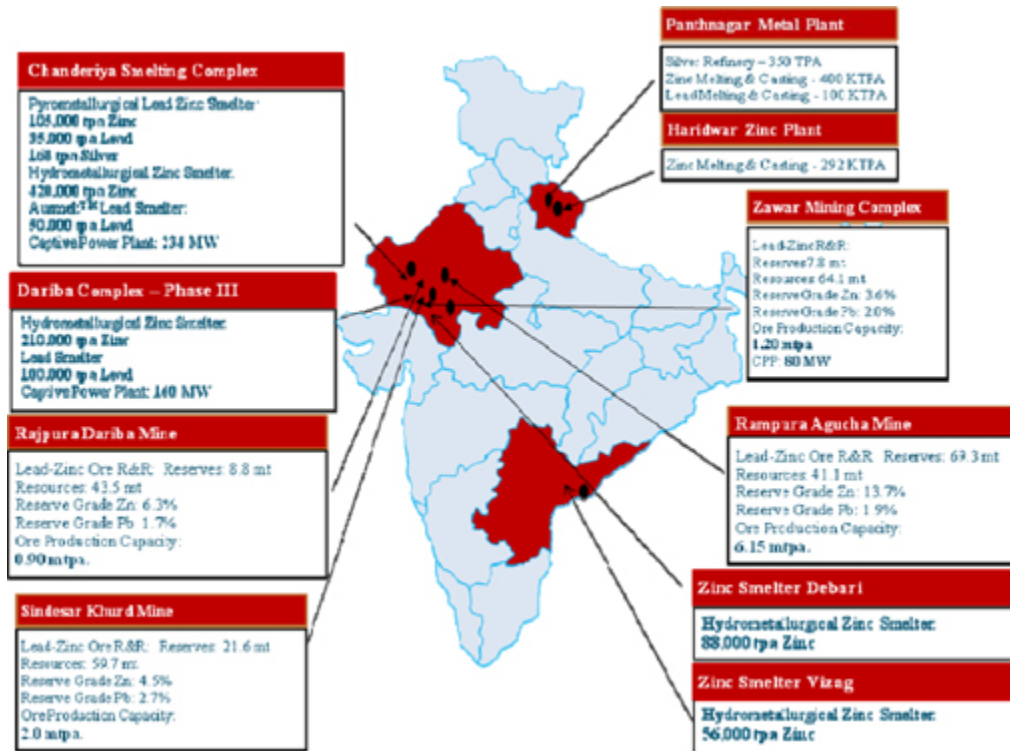 Chanderiya Smelting Complex
Pyrometallurgical Lead Zinc Smelter:
105,000 tpa Zinc
35,000 tpa Lead
168 tpa Silver
Hydrometallurgical Zinc Smelter:
420,000 tpa Zinc
Ausmelt™ Lead Smelter:
50,000 tpa Lead
Captive Power Plant: 234 MW
Dariba Complex – Phase III
Hydrometallurgical Zinc Smelter:
210,000 tpa Zinc
Lead Smelter
100,000 tpa Lead
Captive Power Plant: 160 MW
Rajpura Dariba Mine
Lead-Zinc Ore R&R: Reserves: 8.8 mt
Resources: 43.5 mt
Reserve Grade Zn: 6.3%
Reserve Grade Pb: 1.7%
Ore Production Capacity:
0.90 mtpa.
Sindesar Khurd Mine
Lead-Zinc Ore R&R: Reserves: 21.6 mt
Resources: 59.7 mt
Reserve Grade Zn: 4.5%
Reserve Grade Pb: 2.7%
Ore Production Capacity:
2.0 mtpa.
Panthnagar Metal Plant
Silver Refinery – 350 TPA
Zinc Melting & Casting - 400 KTPA
Lead Melting & Casting - 100 KTPA
Haridwar Zinc Plant
Zinc Melting & Casting - 292 KTPA
Zawar Mining Complex
Lead-Zinc R&R:
Reserves 7.8 mt
Resources 64.1 mt
Reserve Grade Zn: 3.6%
Reserve Grade Pb: 2.0%
Ore Production Capacity:
1.20 mtpa
CPP: 80 MW
Rampura Agucha Mine
Lead-Zinc Ore R&R: Reserves: 69.3 mt
Resources: 41.1 mt
Reserve Grade Zn: 13.7%
Reserve Grade Pb: 1.9%
Ore Production Capacity:
6.15 mtpa.
Zinc Smelter Debari
Hydrometallurgical Zinc Smelter:
88,000 tpa Zinc
Zinc Smelter Vizag
Hydrometallurgical Zinc Smelter:
56,000 tpa Zinc